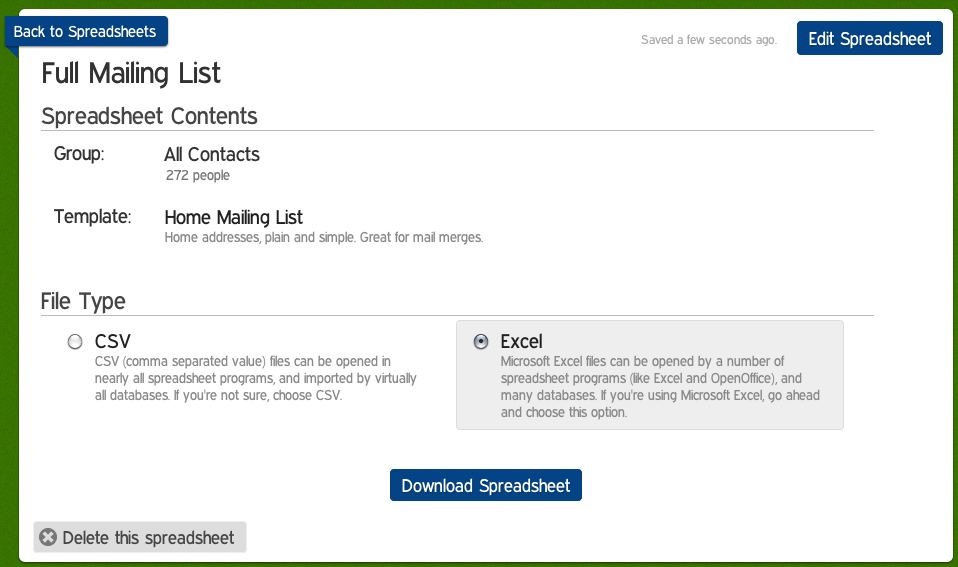 Back to Spreadsheets
Saved a few seconds ago.
Edit Spreadsheet
Full Mailing List
Spreadsheet Contents
Group:
All Contacts
272 people
Template:
Home Mailing List
Home addresses, plain and simple. Great for mail merges.
File Type
CSV
CSV (comma separated value) files can be opened in
nearly all spreadsheet programs, and imported by virtually
all databases. If you're not sure, choose CSV.
Excel
Microsoft Excel files can be opened by a number of
spreadsheet programs (like Excel and OpenOffice), and
many databases. If you're using Microsoft Excel, go ahead
and choose this option.
Download Spreadsheet
Delete this spreadsheet